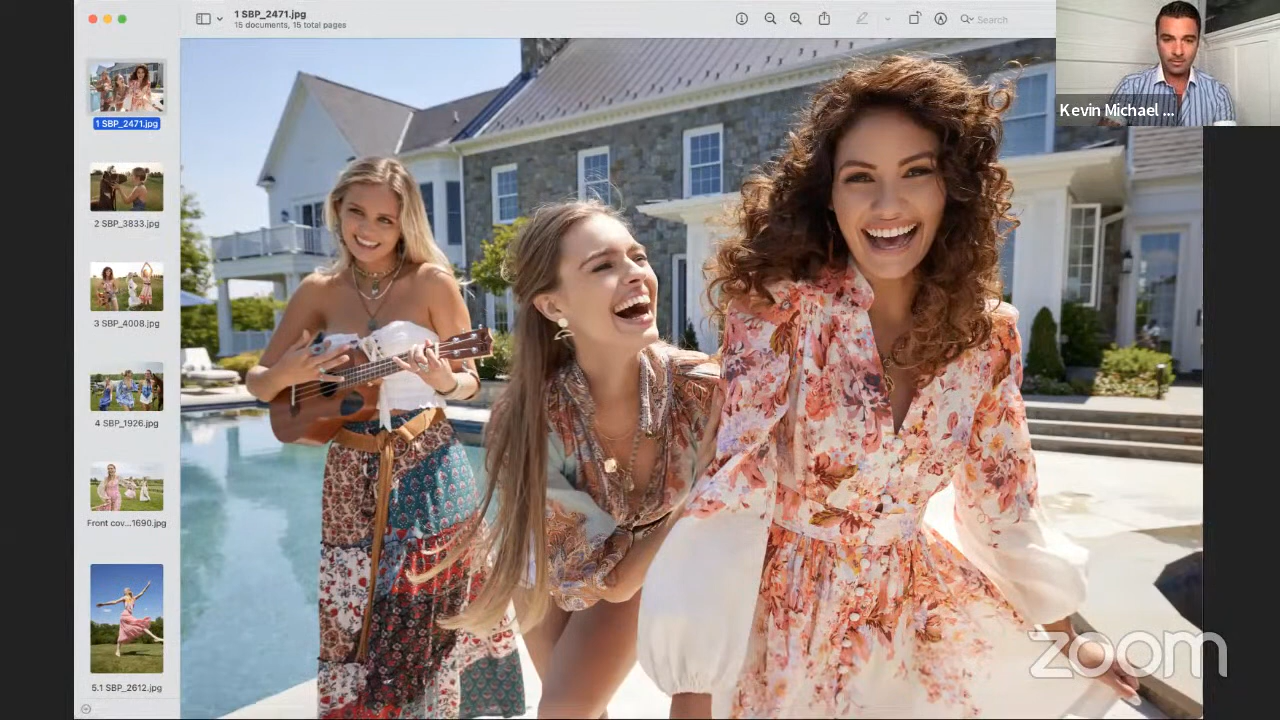 1 SBP_2471.jpg
15 documents, 15 total pages
Search
Kevin Michael ...
1 SBP_2471.jpg
2 SBP_3833.jpg
3 SBP_4008.jpg
4 SBP_1926.jpg
Front cov...1690.jpg
5.1 SBP_2612.jpg
zoom